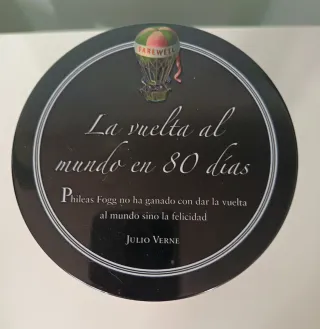 FAREWELL
La vuelta al
mundo en 80 días
Phileas Fogg no ha ganado con dar la vuelta
al mundo sino la felicidad
Julio Verne